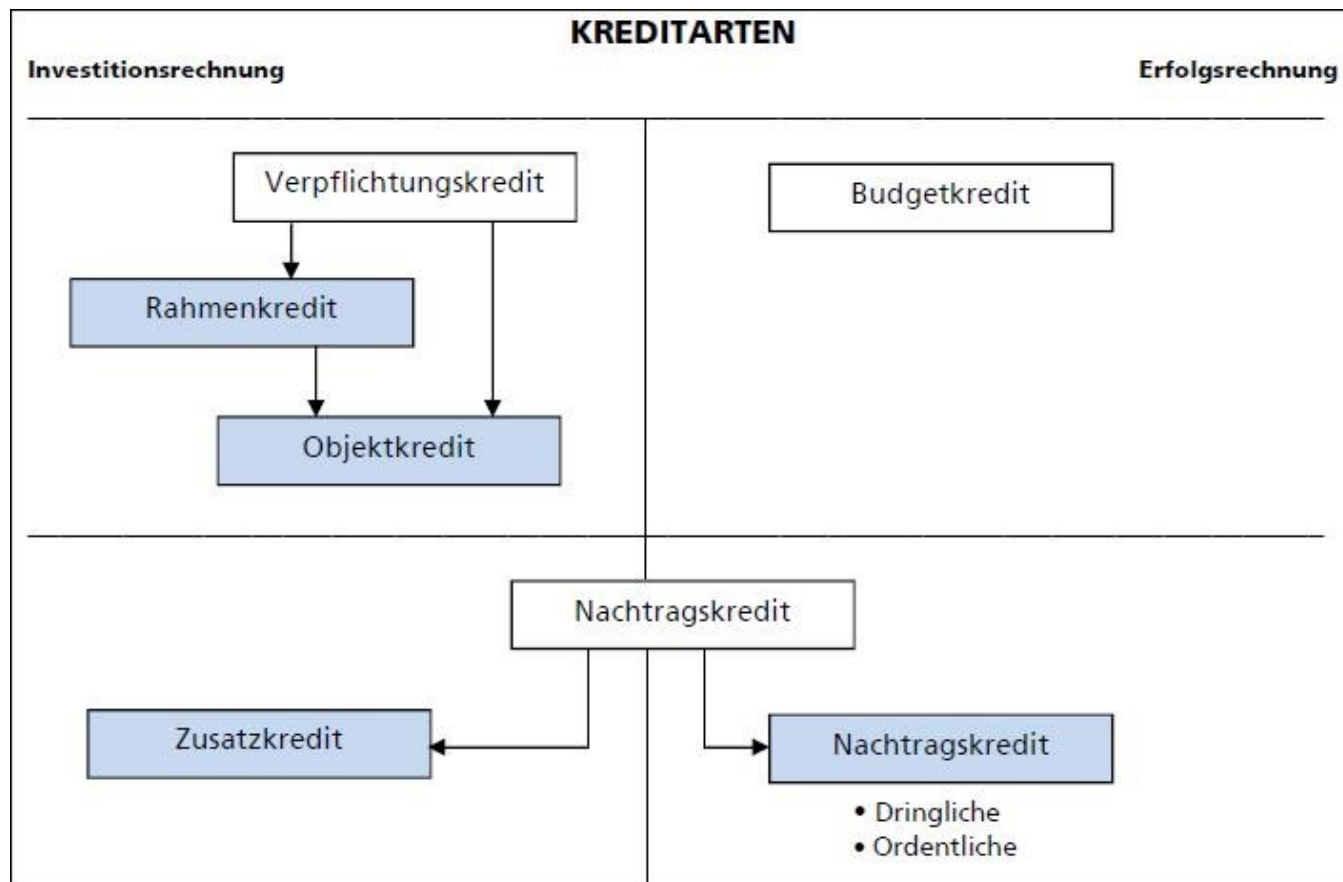 KREDITARTEN
Investitionsrechnung
Erfolgsrechnung
Verpflichtungskredit
Budgetkredit
Rahmenkredit
Objektkredit
Nachtragskredit
Zusatzkredit
Nachtragskredit
• Dringliche
• Ordentliche